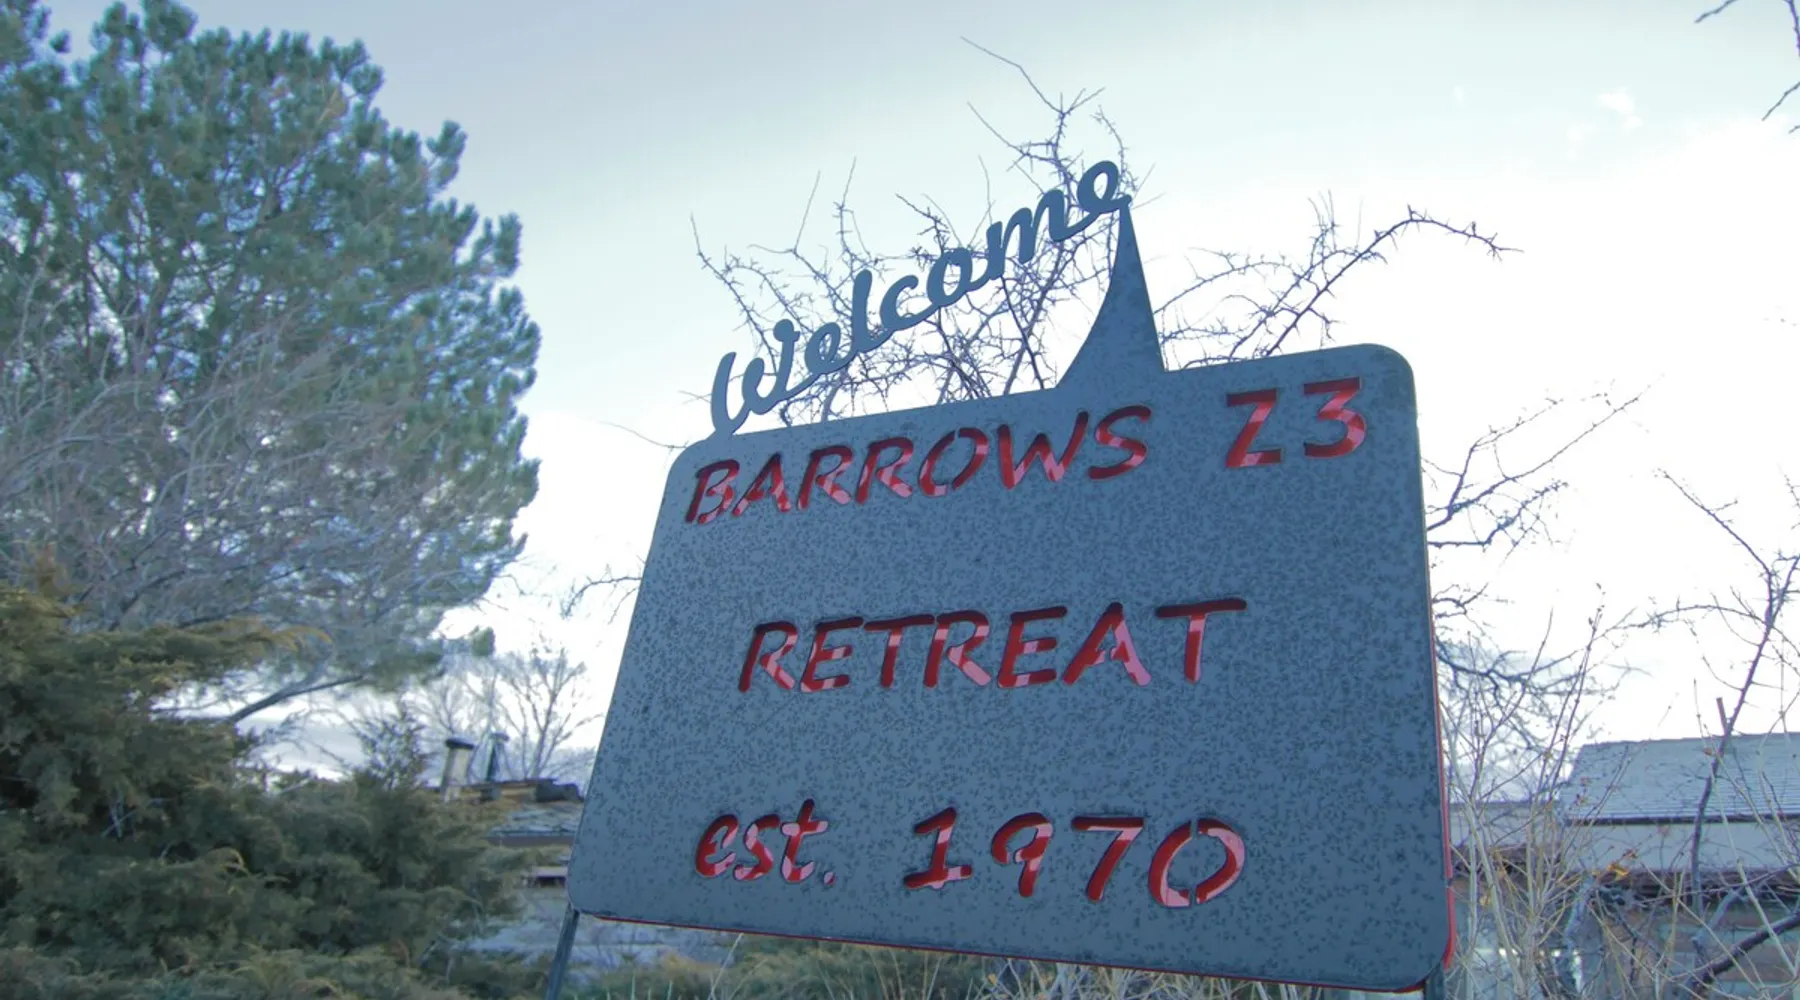 Welcome
BARROWS Z3
RETREAT
est. 1970